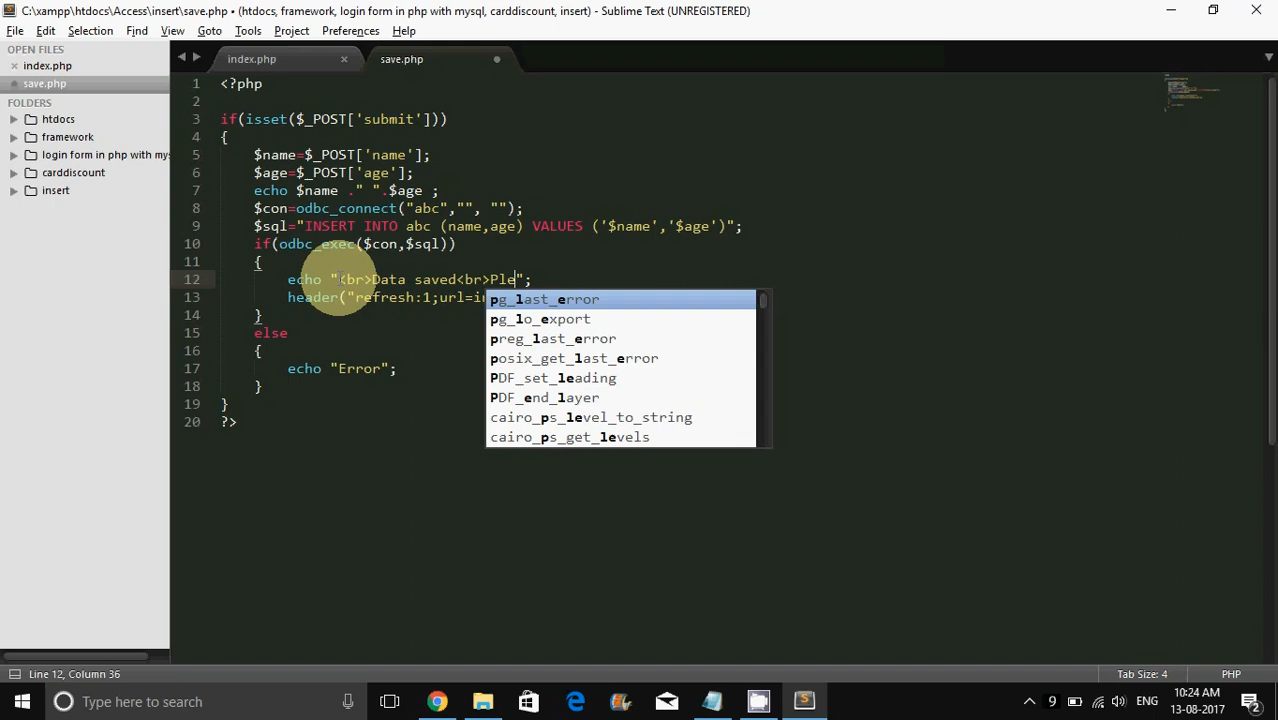 C:\xampp\htdocs\Access\insert\save.php • (htdocs, framework, login form in php with mysql, carddiscount, insert) - Sublime Text (UNREGISTERED)
File Edit Selection Find View Goto Tools Project Preferences Help
OPEN FILES
index.php
save.php
FOLDERS
htdocs
framework
login form in php with mys
carddiscount
insert
index.php save.php
1 <?php
2
3 if(isset($_POST['submit']))
4 {
5 $name=$_POST['name'];
6 $age=$_POST['age'];
7 echo $name ." ".$age ;
8 $con=odbc_connect("abc","", "");
9 $sql="INSERT INTO abc (name,age) VALUES ('$name','$age')";
10 if(odbc_exec($con,$sql))
11 {
12 echo "<br>Data saved<br>Ple";
13 header("refresh:1;url=in
14 }
15 else
16 {
17 echo "Error";
18 }
19 }
20 ?>
pg_last_error
pg_lo_export
preg_last_error
posix_get_last_error
PDF_set_leading
PDF_end_layer
cairo_ps_level_to_string
cairo_ps_get_levels
Line 12, Column 36 Tab Size: 4 PHP
Type here to search
9 ENG 10:24 AM
13-08-2017 2